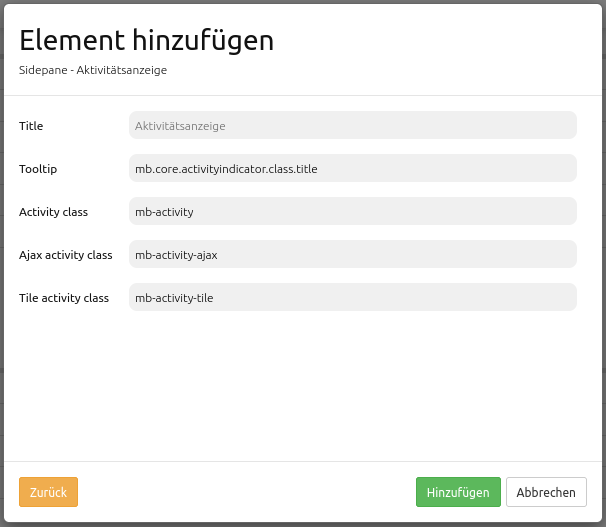 Element hinzufügen
Sidepane - Aktivitätsanzeige
Title Aktivitätsanzeige
Tooltip mb.core.activityindicator.class.title
Activity class mb-activity
Ajax activity class mb-activity-ajax
Tile activity class mb-activity-tile
Zurück Hinzufügen Abbrechen